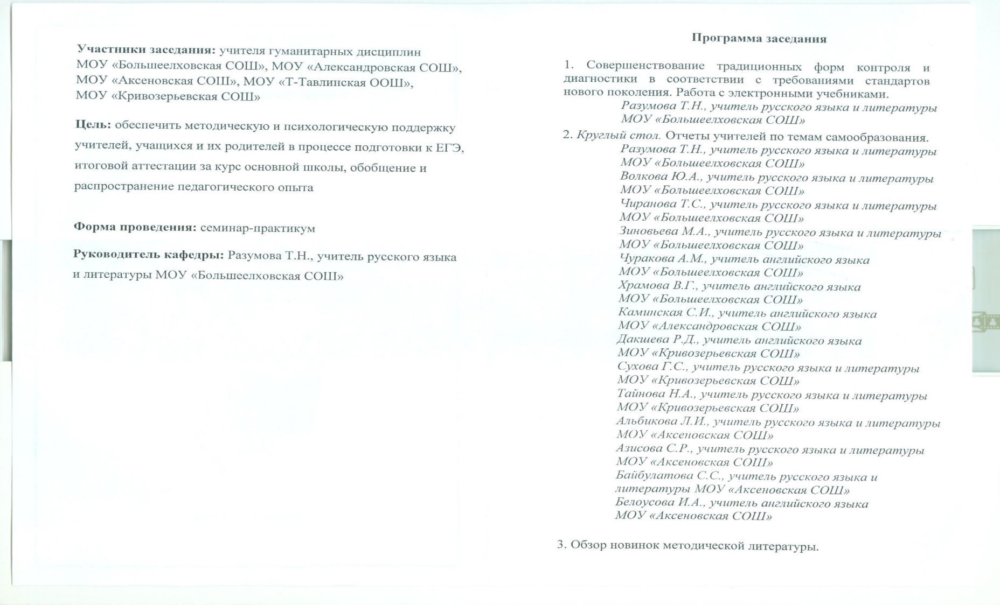 Участники заседания: учителя гуманитарных дисциплин
МОУ «Большеелховская СОШ», МОУ «Александровская СОШ»,
МОУ «Аксеновская СОШ», МОУ «Т-Тавлинская ООШ»,
МОУ «Кривозерьевская СОШ»
Цель: обеспечить методическую и психологическую поддержку
учителей, учащихся и их родителей в процессе подготовки к ЕГЭ,
итоговой аттестации за курс основной школы, обобщение и
распространение педагогического опыта
Форма проведения: семинар-практикум
Руководитель кафедры: Разумова Т.Н., учитель русского языка
и литературы МОУ «Большеелховская СОШ»
Программа заседания
1. Совершенствование традиционных форм контроля и
диагностики в соответствии с требованиями стандартов
нового поколения. Работа с электронными учебниками.
Разумова Т.Н., учитель русского языка и литературы
МОУ «Большеелховская СОШ»
2. Круглый стол. Отчеты учителей по темам самообразования.
Разумова Т.Н., учитель русского языка и литературы
МОУ «Большеелховская СОШ»
Волкова Ю.А., учитель русского языка и литературы
МОУ «Большеелховская СОШ»
Чиранова Т.С., учитель русского языка и литературы
МОУ «Большеелховская СОШ»
Зиновьева М.А., учитель русского языка и литературы
МОУ «Большеелховская СОШ»
Чуракова А.М., учитель английского языка
МОУ «Большеелховская СОШ»
Храмова В.Г., учитель английского языка
МОУ «Большеелховская СОШ»
Каминская С.И., учитель английского языка
МОУ «Александровская СОШ»
Дакшева Р.Д., учитель английского языка
МОУ «Кривозерьевская СОШ»
Сухова Г.С., учитель русского языка и литературы
МОУ «Кривозерьевская СОШ»
Тайнова Н.А., учитель русского языка и литературы
МОУ «Кривозерьевская СОШ»
Альбикова Л.И., учитель русского языка и литературы
МОУ «Аксеновская СОШ»
Азисова С.Р., учитель русского языка и литературы
МОУ «Аксеновская СОШ»
Байбулатова С.С., учитель русского языка и
литературы МОУ «Аксеновская СОШ»
Белоусова И.А., учитель английского языка
МОУ «Аксеновская СОШ»
3. Обзор новинок методической литературы.